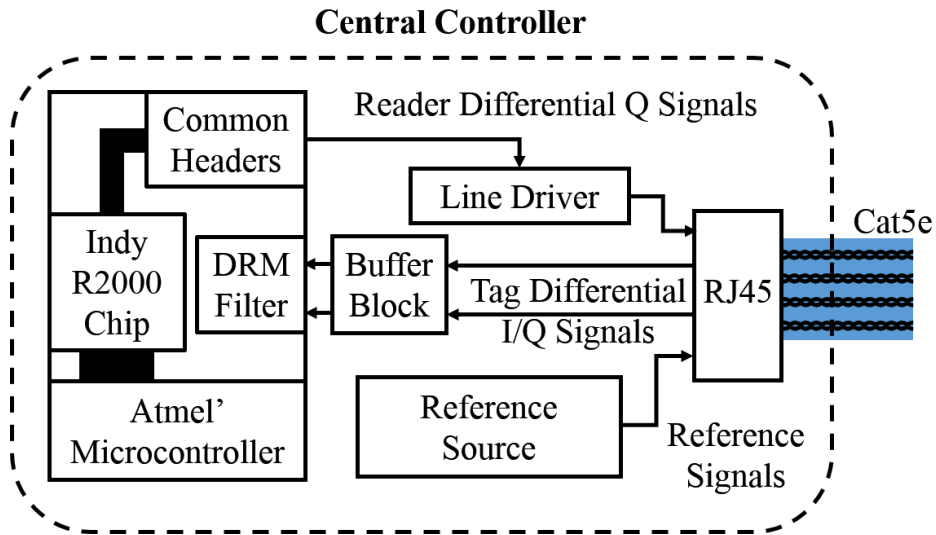 Central Controller
Common
Headers
Reader Differential Q Signals
Line Driver
Cat5e
Indy
R2000
Chip
DRM
Filter
Buffer
Block
Tag Differential
I/Q Signals
RJ45
Atmel’
Microcontroller
Reference
Source
Reference
Signals